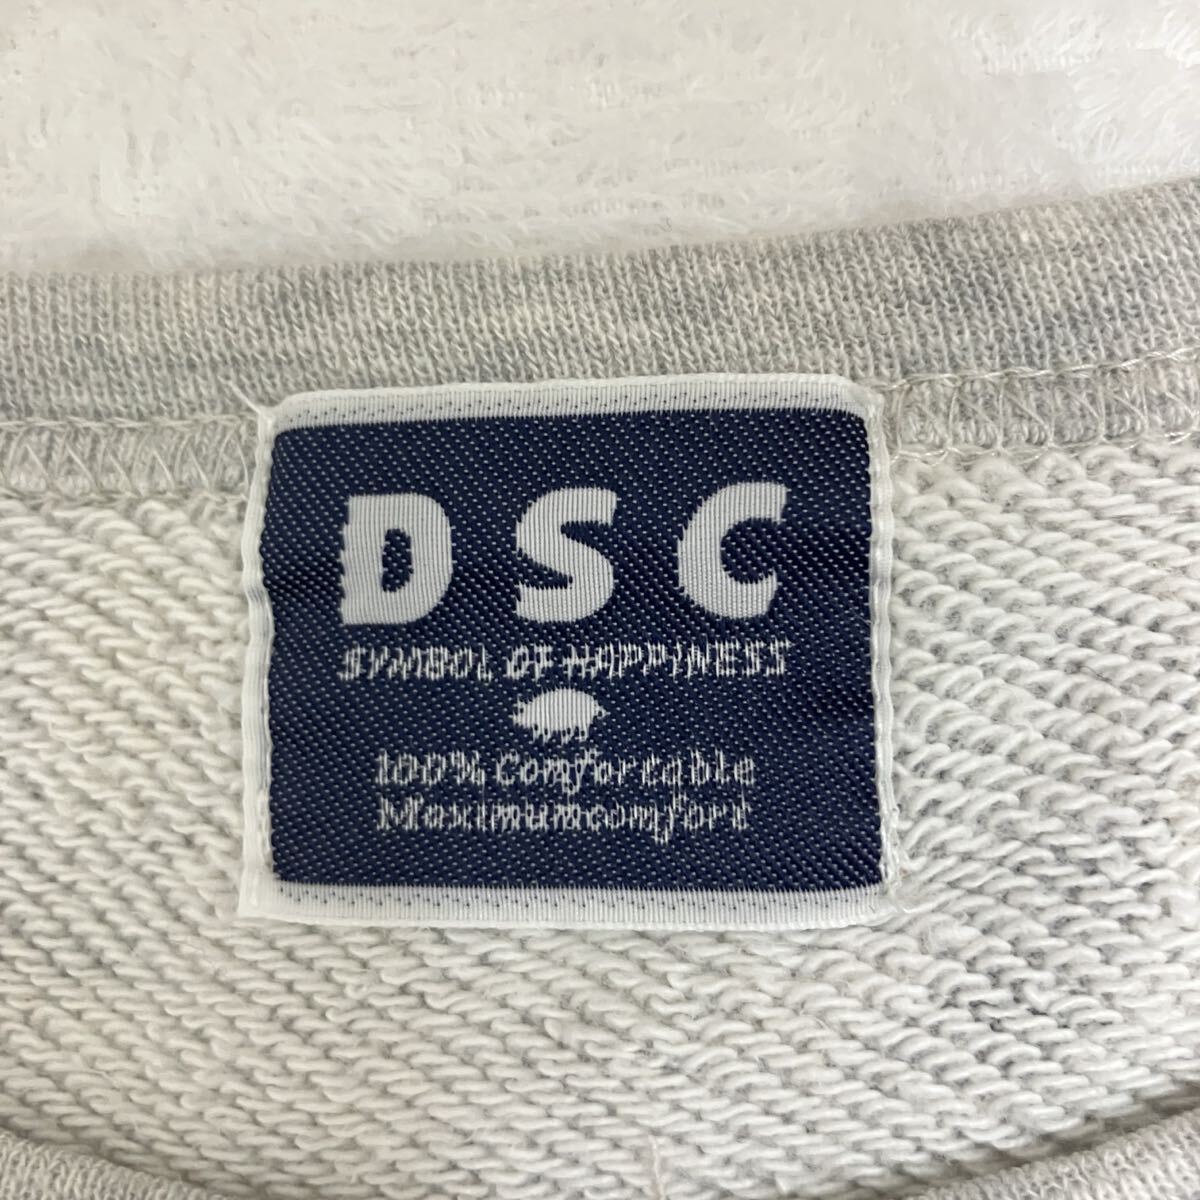 DSC
SYMBOL OF HAPPINESS
100% Comfortable
Maximumcomfort